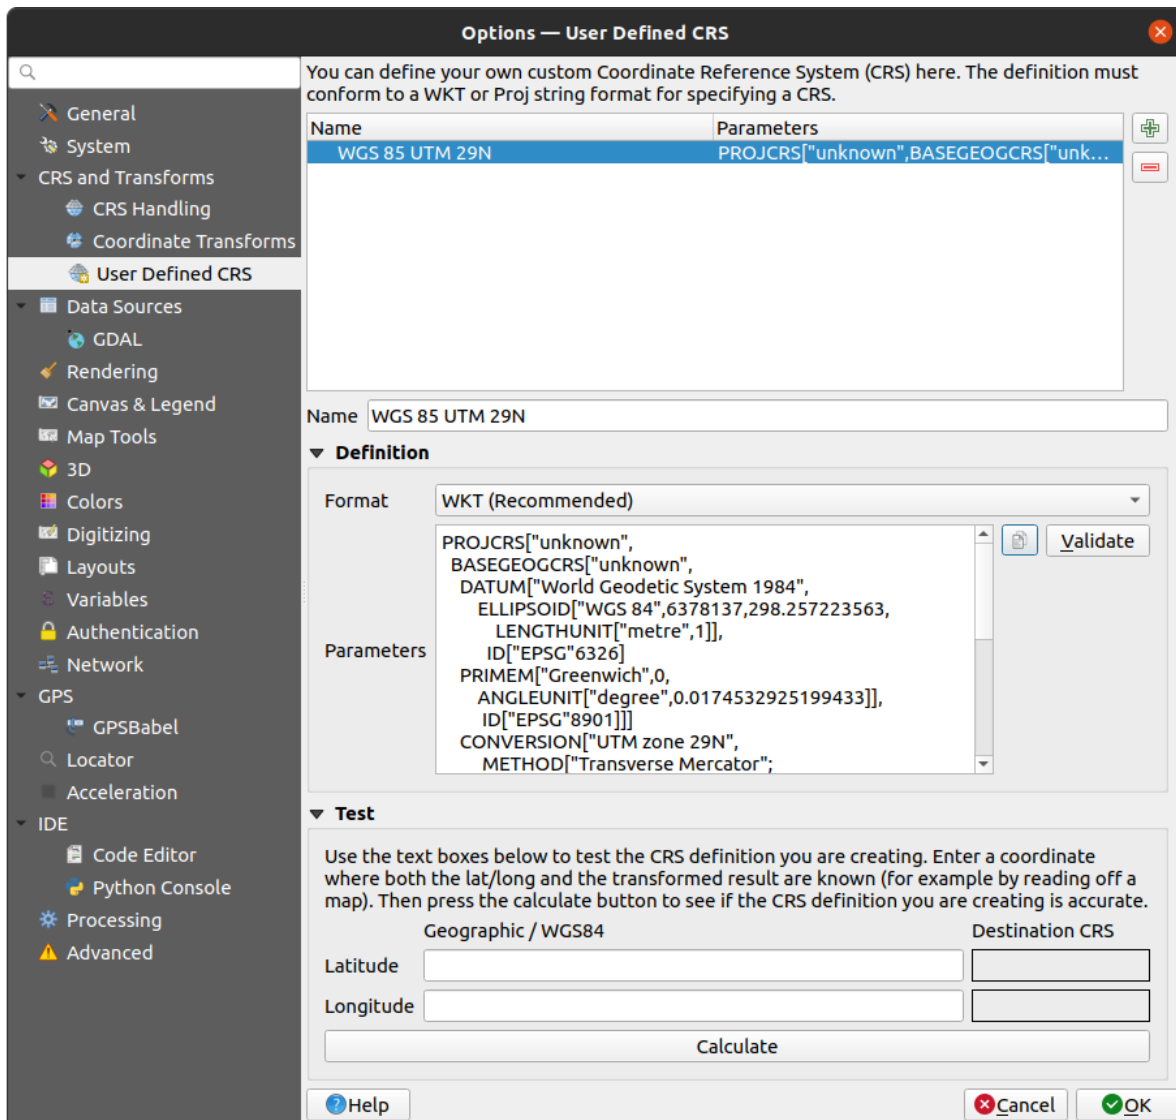 Options — User Defined CRS
You can define your own custom Coordinate Reference System (CRS) here. The definition must
conform to a WKT or Proj string format for specifying a CRS.
General
System
CRS and Transforms
CRS Handling
Coordinate Transforms
User Defined CRS
Data Sources
GDAL
Rendering
Canvas & Legend
Map Tools
3D
Colors
Digitizing
Layouts
Variables
Authentication
Network
GPS
GPSBabel
Locator
Acceleration
IDE
Code Editor
Python Console
Processing
Advanced
Name Parameters
WGS 85 UTM 29N PROJCRS["unknown",BASEGEOGCRS["unk...
Name WGS 85 UTM 29N
Definition
Format WKT (Recommended)
Parameters
PROJCRS["unknown",
BASEGEOGCRS["unknown",
DATUM["World Geodetic System 1984",
ELLIPSOID["WGS 84",6378137,298.257223563,
LENGTHUNIT["metre",1]],
ID["EPSG"6326]
PRIMEM["Greenwich",0,
ANGLEUNIT["degree",0.0174532925199433]],
ID["EPSG"8901]]]
CONVERSION["UTM zone 29N",
METHOD["Transverse Mercator";
Validate
Test
Use the text boxes below to test the CRS definition you are creating. Enter a coordinate
where both the lat/long and the transformed result are known (for example by reading off a
map). Then press the calculate button to see if the CRS definition you are creating is accurate.
Geographic / WGS84 Destination CRS
Latitude
Longitude
Calculate
Help Cancel OK